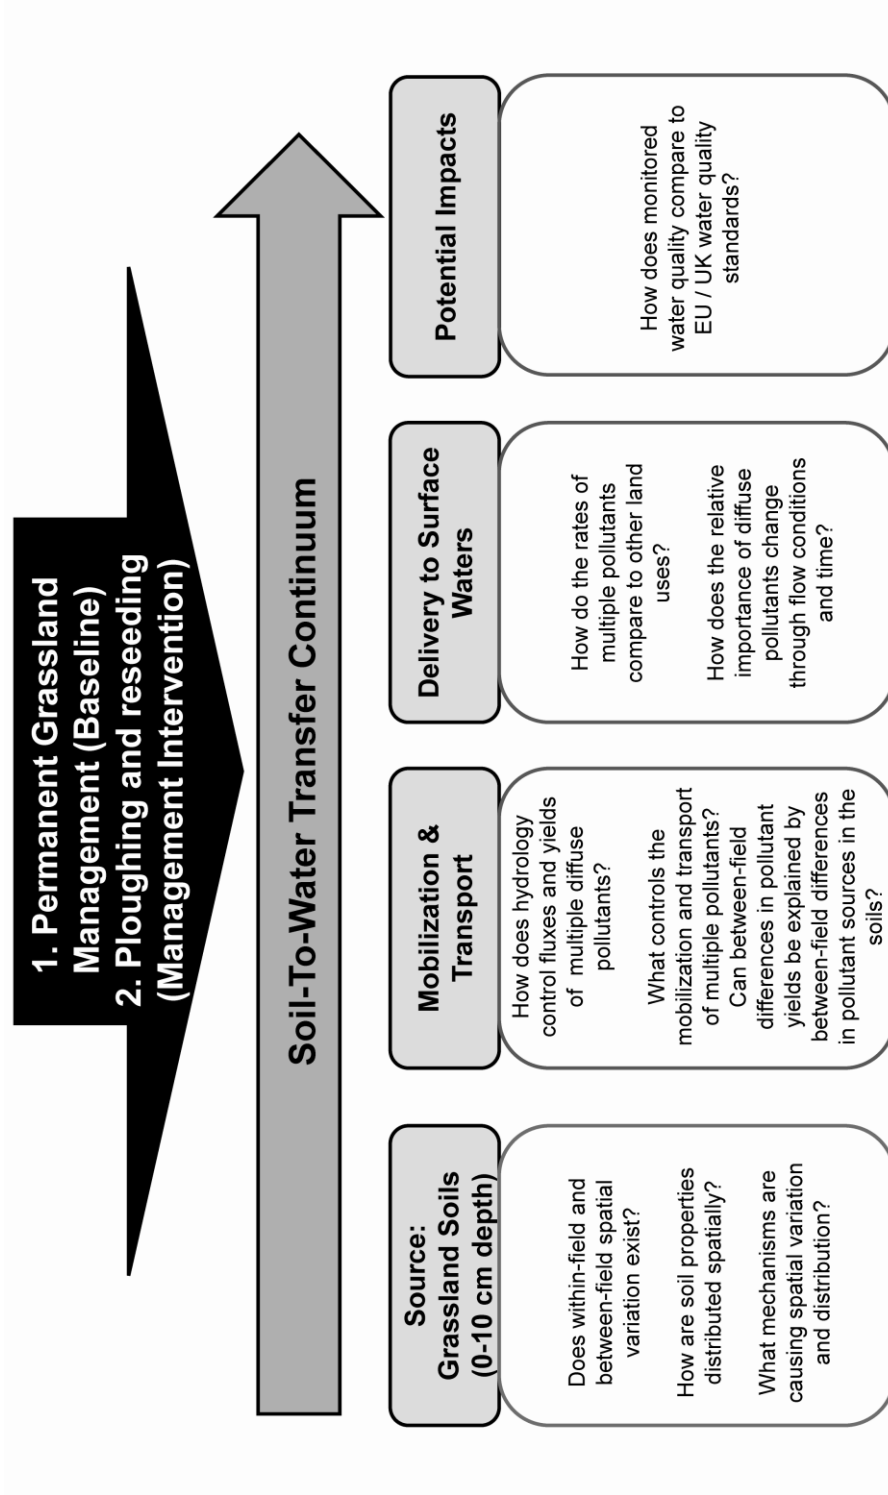 1. Permanent Grassland
Management (Baseline)
2. Ploughing and reseeding
(Management Intervention)
Soil-To-Water Transfer Continuum
Source:
Grassland Soils
(0-10 cm depth)
Does within-field and
between-field spatial
variation exist?
How are soil properties
distributed spatially?
What mechanisms are
causing spatial variation
and distribution?
Mobilization &
Transport
How does hydrology
control fluxes and yields
of multiple diffuse
pollutants?
What controls the
mobilization and transport
of multiple pollutants?
Can between-field
differences in pollutant
yields be explained by
between-field differences
in pollutant sources in the
soils?
Delivery to Surface
Waters
How do the rates of
multiple pollutants
compare to other land
uses?
How does the relative
importance of diffuse
pollutants change
through flow conditions
and time?
Potential Impacts
How does monitored
water quality compare to
EU / UK water quality
standards?